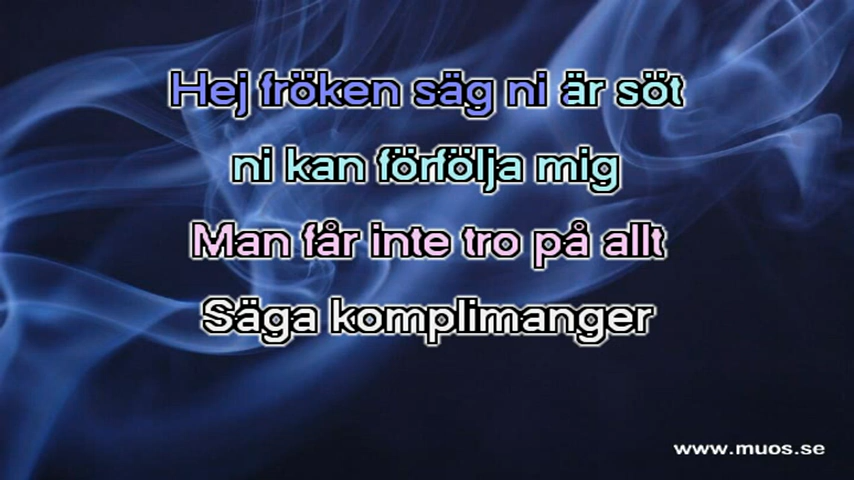 Hej fröken säg ni är söt
ni kan förfölja mig
Man får inte tro på allt
Säga komplimanger
www.muos.se